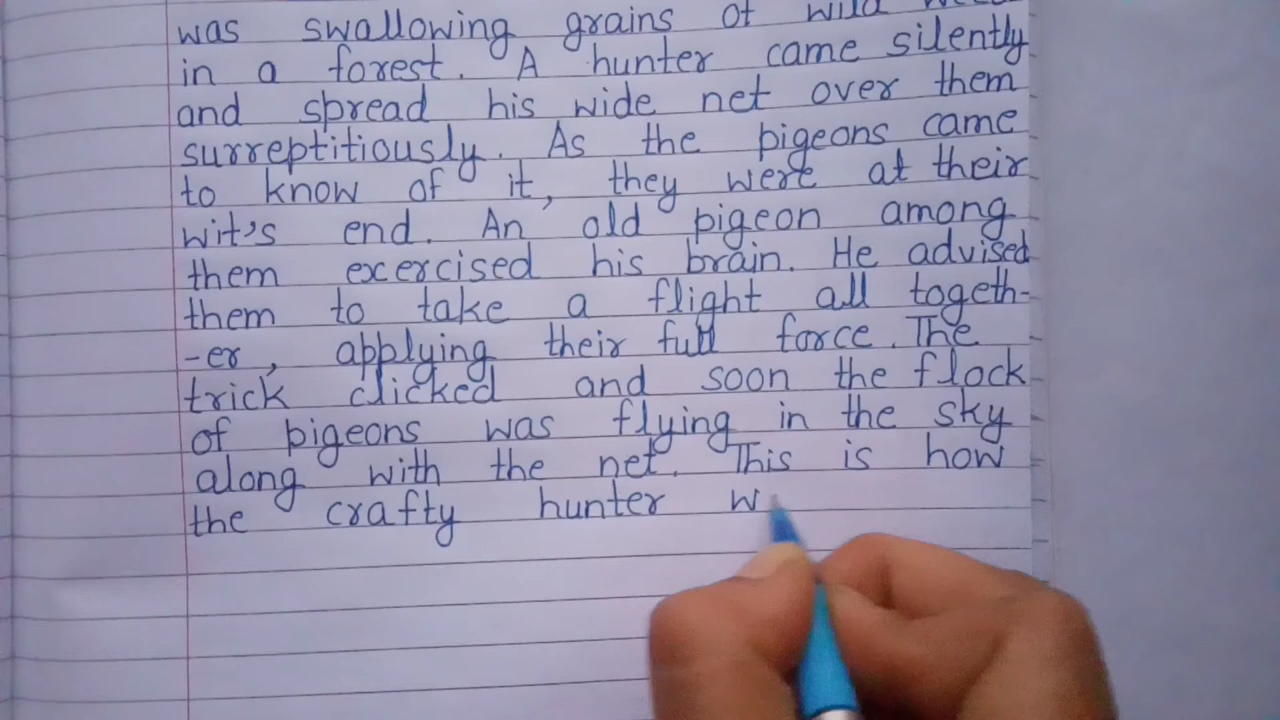 was swallowing grains of wild
in a forest. A hunter came silently
and spread his wide net over them
surreptitiously. As the pigeons came
to know of it, they were at their
wit's end. An old pigeon among
them excercised his brain. He advised
them to take a flight all togeth-
-er, applying their full force. The
trick clicked and soon the flock
of pigeons was flying in the sky
along with the net. This is how
the crafty hunter w